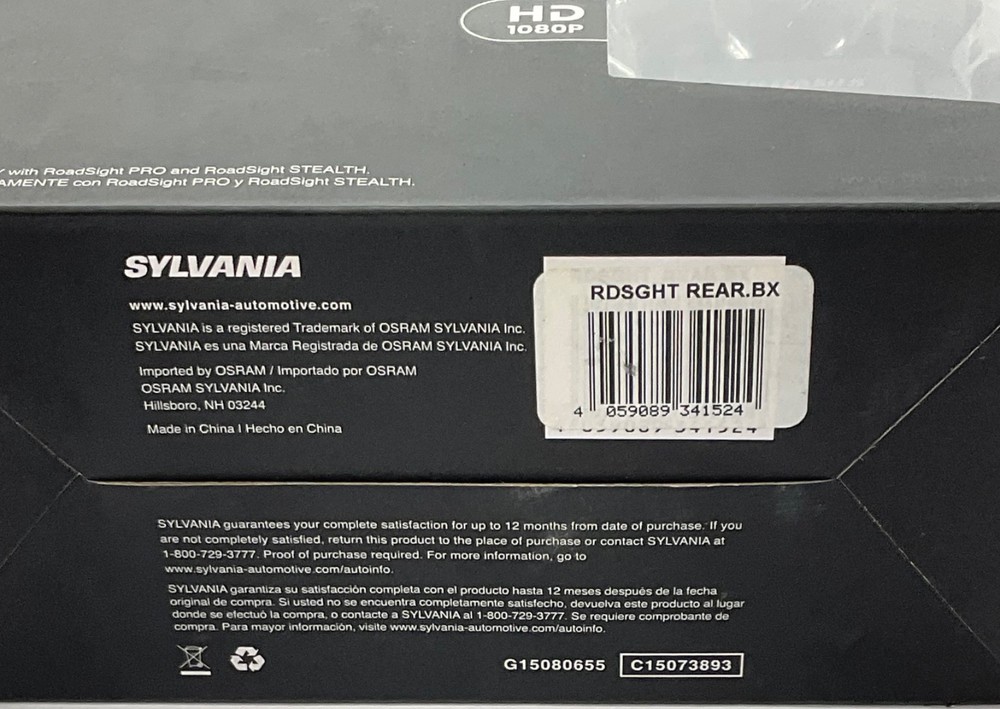 HD
1080P
with RoadSight PRO and RoadSight STEALTH.
AMENTE con RoadSight PRO y RoadSight STEALTH.
SYLVANIA
www.sylvania-automotive.com
SYLVANIA is a registered Trademark of OSRAM SYLVANIA Inc.
SYLVANIA es una Marca Registrada de OSRAM SYLVANIA Inc.
Imported by OSRAM / Importado por OSRAM
OSRAM SYLVANIA Inc.
Hillsboro, NH 03244
Made in China I Hecho en China
RDSGHT REAR.BX
4 059089 341524
SYLVANIA guarantees your complete satisfaction for up to 12 months from date of purchase. If you
are not completely satisfied, return this product to the place of purchase or contact SYLVANIA at
1-800-729-3777. Proof of purchase required. For more information, go to
www.sylvania-automotive.com/autoinfo.
SYLVANIA garantiza su satisfacción completa con el producto hasta 12 meses después de la fecha
original de compra. Si usted no se encuentra completamente satisfecho, devuelva este producto al lugar
donde se efectuó la compra, o contacte a SYLVANIA al 1-800-729-3777. Se requiere comprobante de
compra. Para mayor información, visite www.sylvania-automotive.com/autoinfo.
G15080655 C15073893